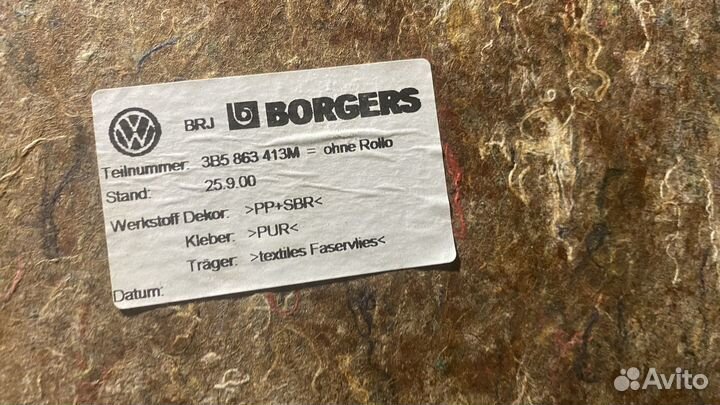 BRJ BORGERS
Teilnummer: 3B5 863 413M = ohne Rollo
Stand: 25.9.00
Werkstoff Dekor: >PP+SBR<
Kleber: >PUR<
Träger: >textiles Faservlies<
Datum:
Avito